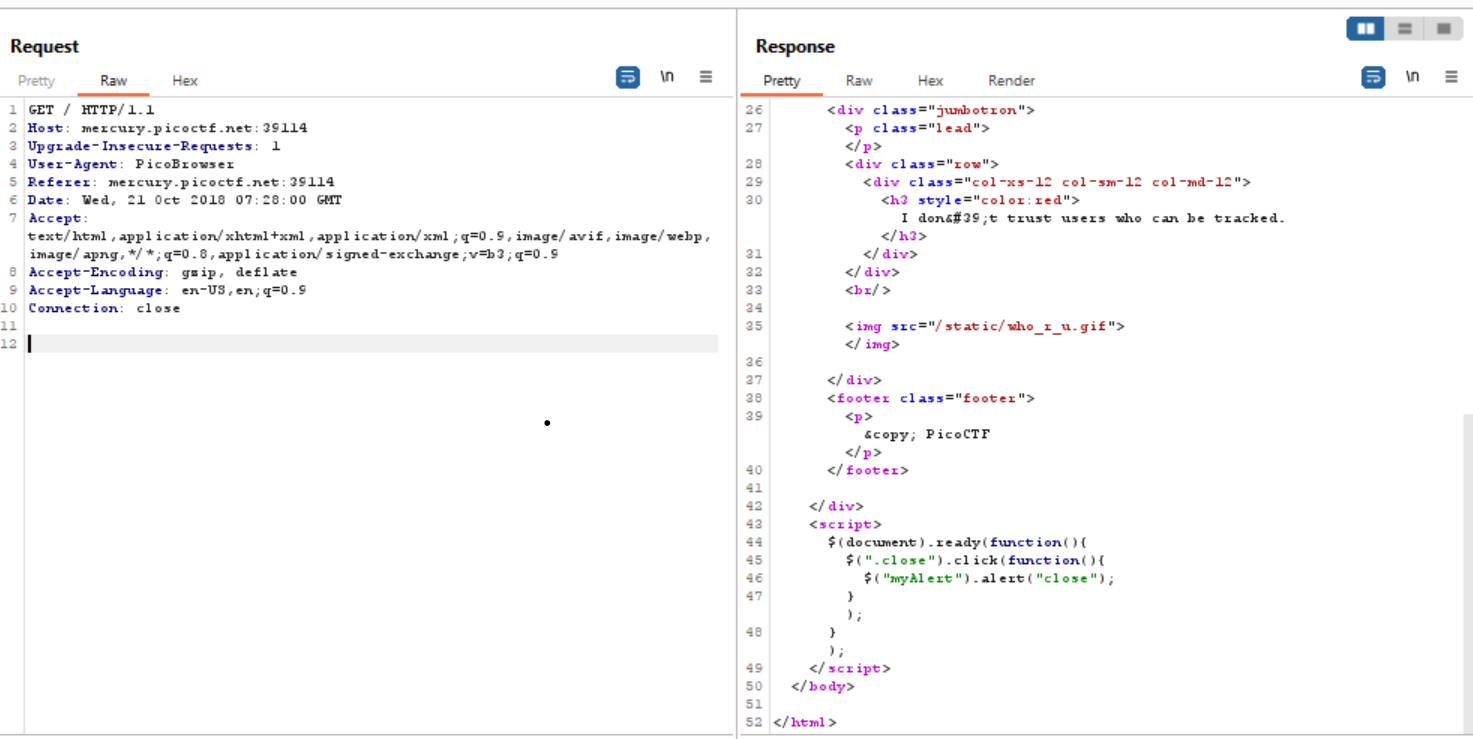 Request
Pretty Raw Hex
\n
1 GET / HTTP/1.1
2 Host: mercury.picoctf.net:39114
3 Upgrade-Insecure-Requests: 1
4 User-Agent: PicoBrowser
5 Referer: mercury.picoctf.net:39114
6 Date: Wed, 21 Oct 2018 07:28:00 GMT
7 Accept:
text/html,application/xhtml+xml,application/xml;q=0.9,image/avif,image/webp,
image/apng,*/*;q=0.8,application/signed-exchange;v=b3;q=0.9
8 Accept-Encoding: gzip, deflate
9 Accept-Language: en-US,en;q=0.9
10 Connection: close
11
12
Response
Pretty Raw Hex Render
\n
26 <div class="jumbotron">
27 <p class="lead">
</p>
28 <div class="row">
29 <div class="col-xs-12 col-sm-12 col-md-12">
30 <h3 style="color:red">
I don&#39;t trust users who can be tracked.
</h3>
31 </div>
32 </div>
33 <br/>
34
35 <img src="/static/who_r_u.gif">
</img>
36
37 </div>
38 <footer class="footer">
39 <p>
&copy; PicoCTF
</p>
40 </footer>
41
42 </div>
43 <script>
44 $(document).ready(function(){
45 $(".close").click(function(){
46 $("myAlert").alert("close");
47 }
);
48 }
);
49 </script>
50 </body>
51
52 </html>